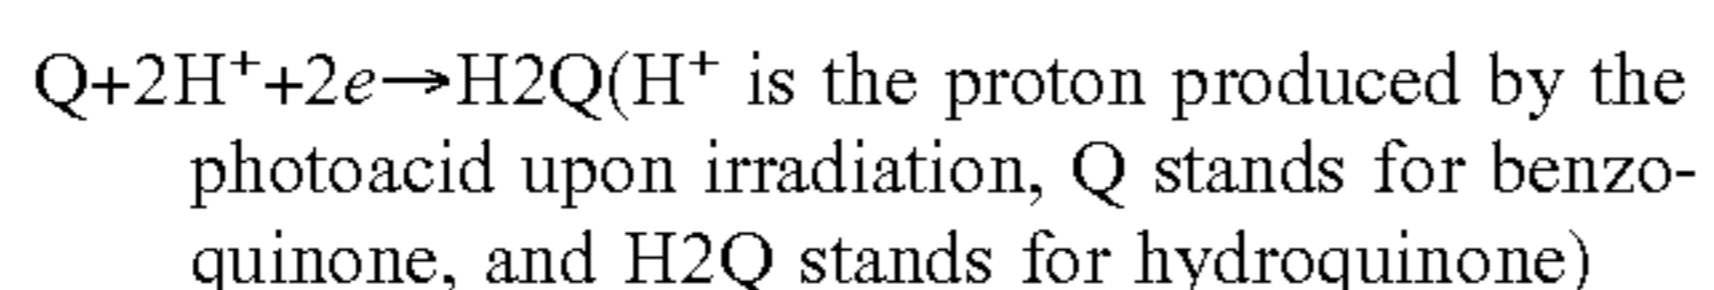 Q+2H⁺+2e→H2Q(H⁺ is the proton produced by the
photoacid upon irradiation, Q stands for benzo-
quinone, and H2Q stands for hydroquinone)